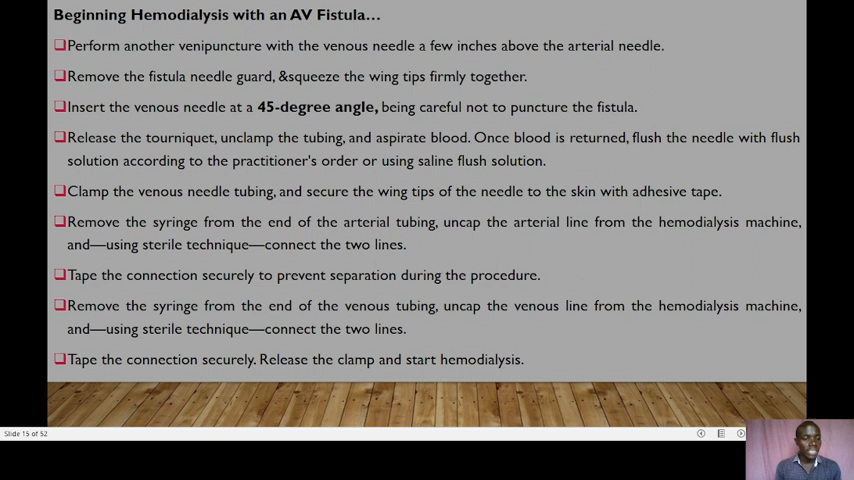 Beginning Hemodialysis with an AV Fistula…
❑Perform another venipuncture with the venous needle a few inches above the arterial needle.
❑Remove the fistula needle guard, &squeeze the wing tips firmly together.
❑Insert the venous needle at a 45-degree angle, being careful not to puncture the fistula.
❑Release the tourniquet, unclamp the tubing, and aspirate blood. Once blood is returned, flush the needle with flush
solution according to the practitioner's order or using saline flush solution.
❑Clamp the venous needle tubing, and secure the wing tips of the needle to the skin with adhesive tape.
❑Remove the syringe from the end of the arterial tubing, uncap the arterial line from the hemodialysis machine,
and—using sterile technique—connect the two lines.
❑Tape the connection securely to prevent separation during the procedure.
❑Remove the syringe from the end of the venous tubing, uncap the venous line from the hemodialysis machine,
and—using sterile technique—connect the two lines.
❑Tape the connection securely. Release the clamp and start hemodialysis.
Slide 15 of 52